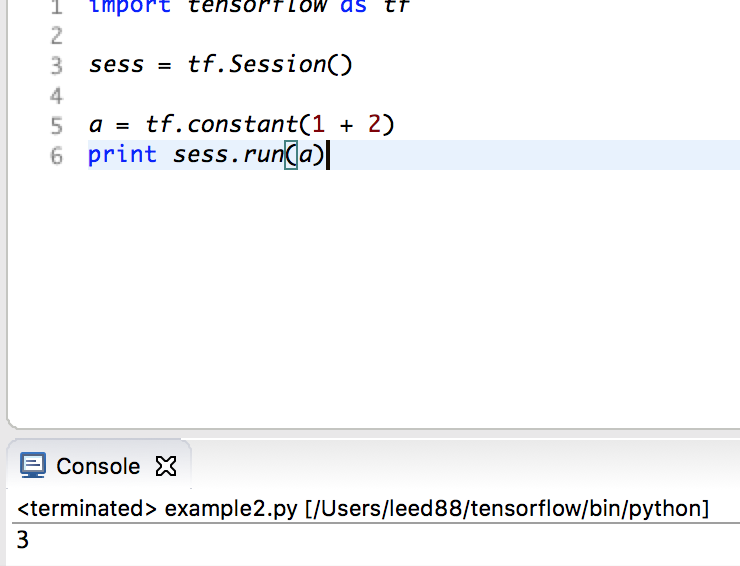 1 import tensorflow as tf
2
3 sess = tf.Session()
4
5 a = tf.constant(1 + 2)
6 print sess.run(a)
Console
<terminated> example2.py [/Users/leed88/tensorflow/bin/python]
3